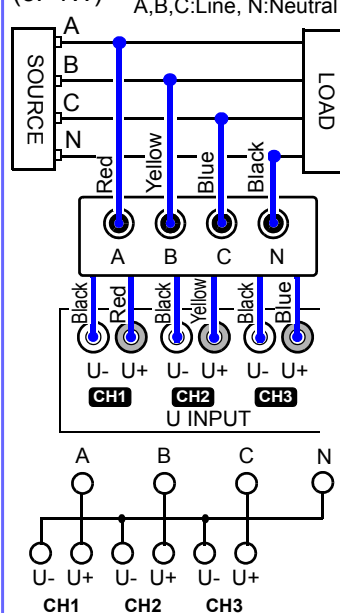 A,B,C:Line, N:Neutral
A
B
C
N
SOURCE
LOAD
Red
Yellow
Blue
Black
A B C N
Black
Red
Black
Yellow
Black
Blue
U- U+ U- U+ U- U+
CH1 CH2 CH3
U INPUT
A B C N
U- U+ U- U+ U- U+
CH1 CH2 CH3